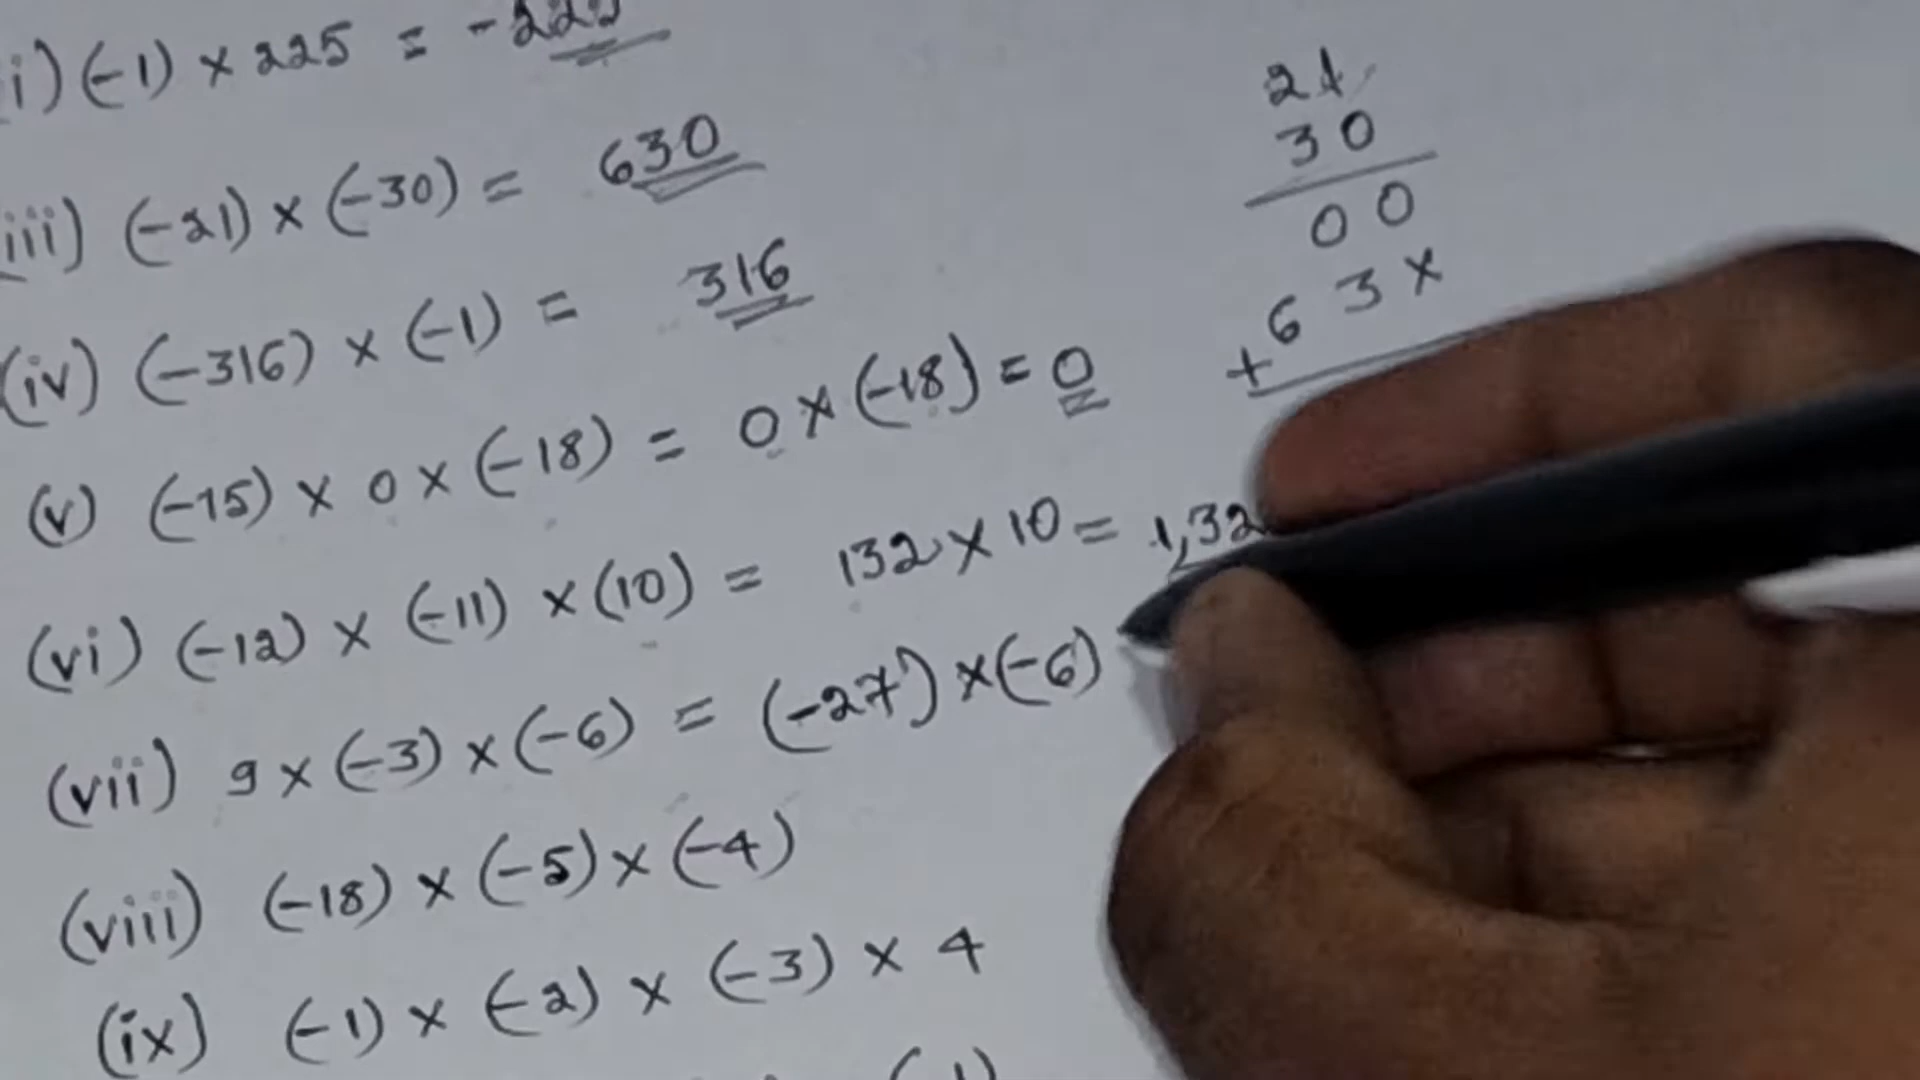 i) (-1) × 225 = -225
(iii) (-21) × (-30) = 630
(iv) (-316) × (-1) = 316
(v) (-15) × 0 × (-18) = 0 × (-18) = 0
(vi) (-12) × (-11) × (10) = 132 × 10 = 1,32
(vii) 9 × (-3) × (-6) = (-27) × (-6)
(viii) (-18) × (-5) × (-4)
(ix) (-1) × (-2) × (-3) × 4
21
30
00
+63×